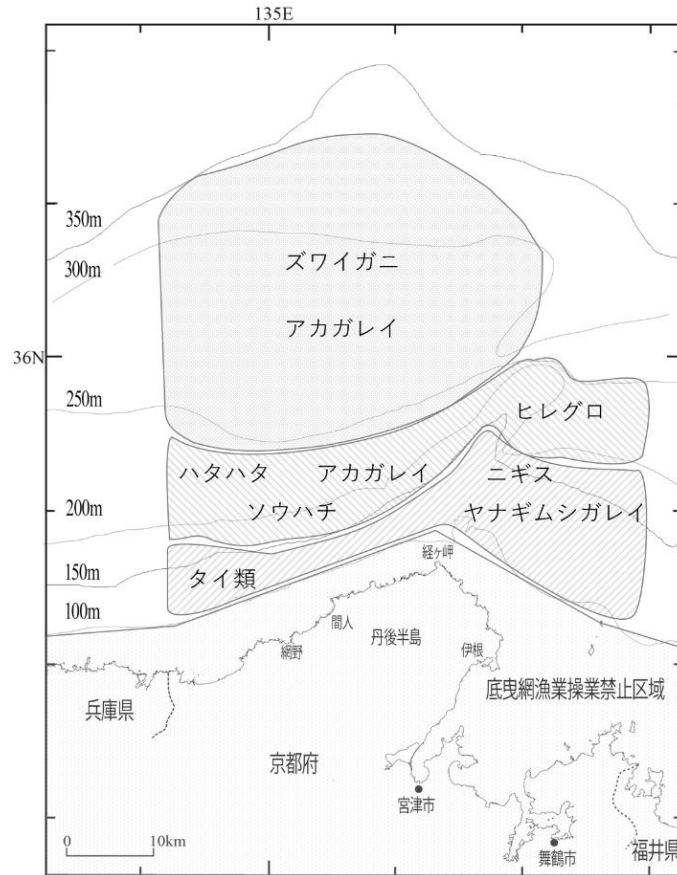 135E
350m
ズワイガニ
300m
アカガレイ
36N
250m
ヒレグロ
ハタハタ アカガレイ ニギス
200m
ソウハチ ヤナギムシガレイ
150m
タイ類
経ヶ岬
100m
間人
丹後半島
網野
伊根
兵庫県
底曳網漁業操業禁止区域
京都府
宮津市
0 10km
舞鶴市
福井県